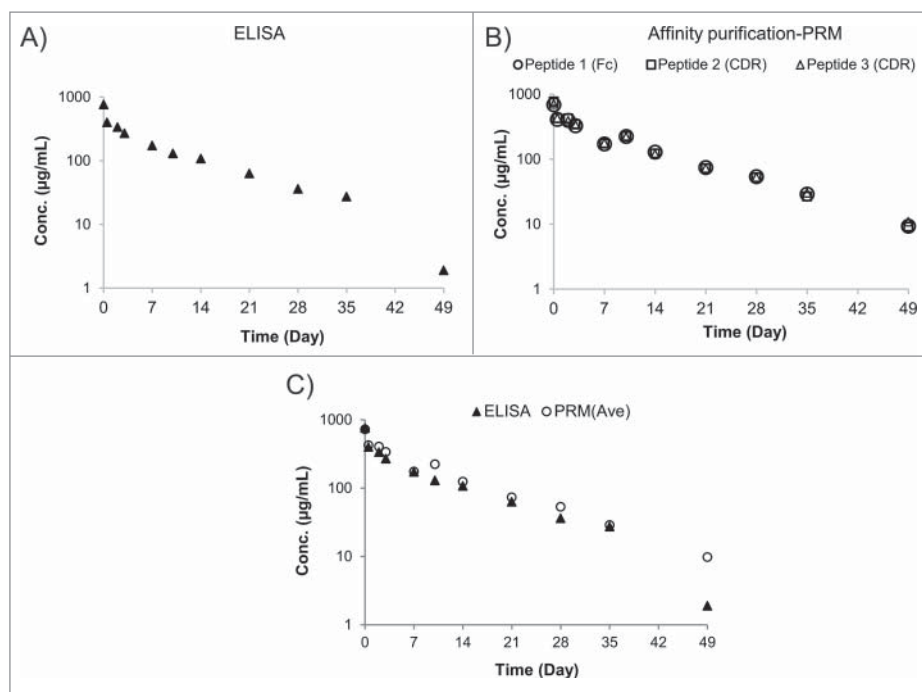 A)
ELISA
1000
100
10
1
Conc. (µg/mL)
0 7 14 21 28 35 42 49
Time (Day)
B)
Affinity purification-PRM
Peptide 1 (Fc) Peptide 2 (CDR) Peptide 3 (CDR)
1000
100
10
1
Conc. (µg/mL)
0 7 14 21 28 35 42 49
Time (Day)
C)
ELISA PRM(Ave)
1000
100
10
1
Conc. (µg/mL)
0 7 14 21 28 35 42 49
Time (Day)